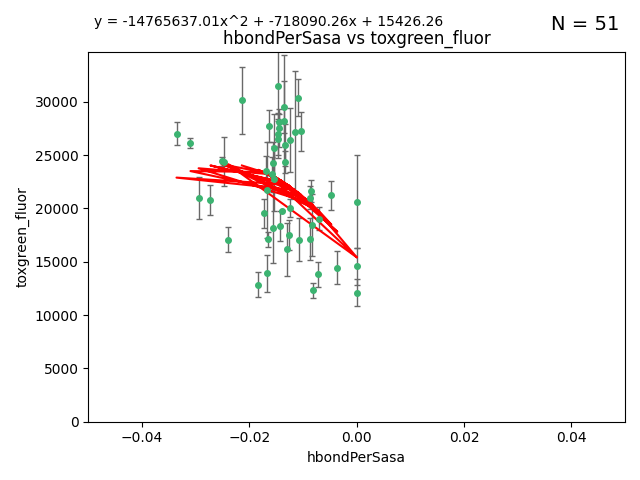 y = -14765637.01x^2 + -718090.26x + 15426.26
N = 51
hbondPerSasa vs toxgreen_fluor
toxgreen_fluor
30000
25000
20000
15000
10000
5000
0
−0.04
−0.02
0.00
0.02
0.04
hbondPerSasa